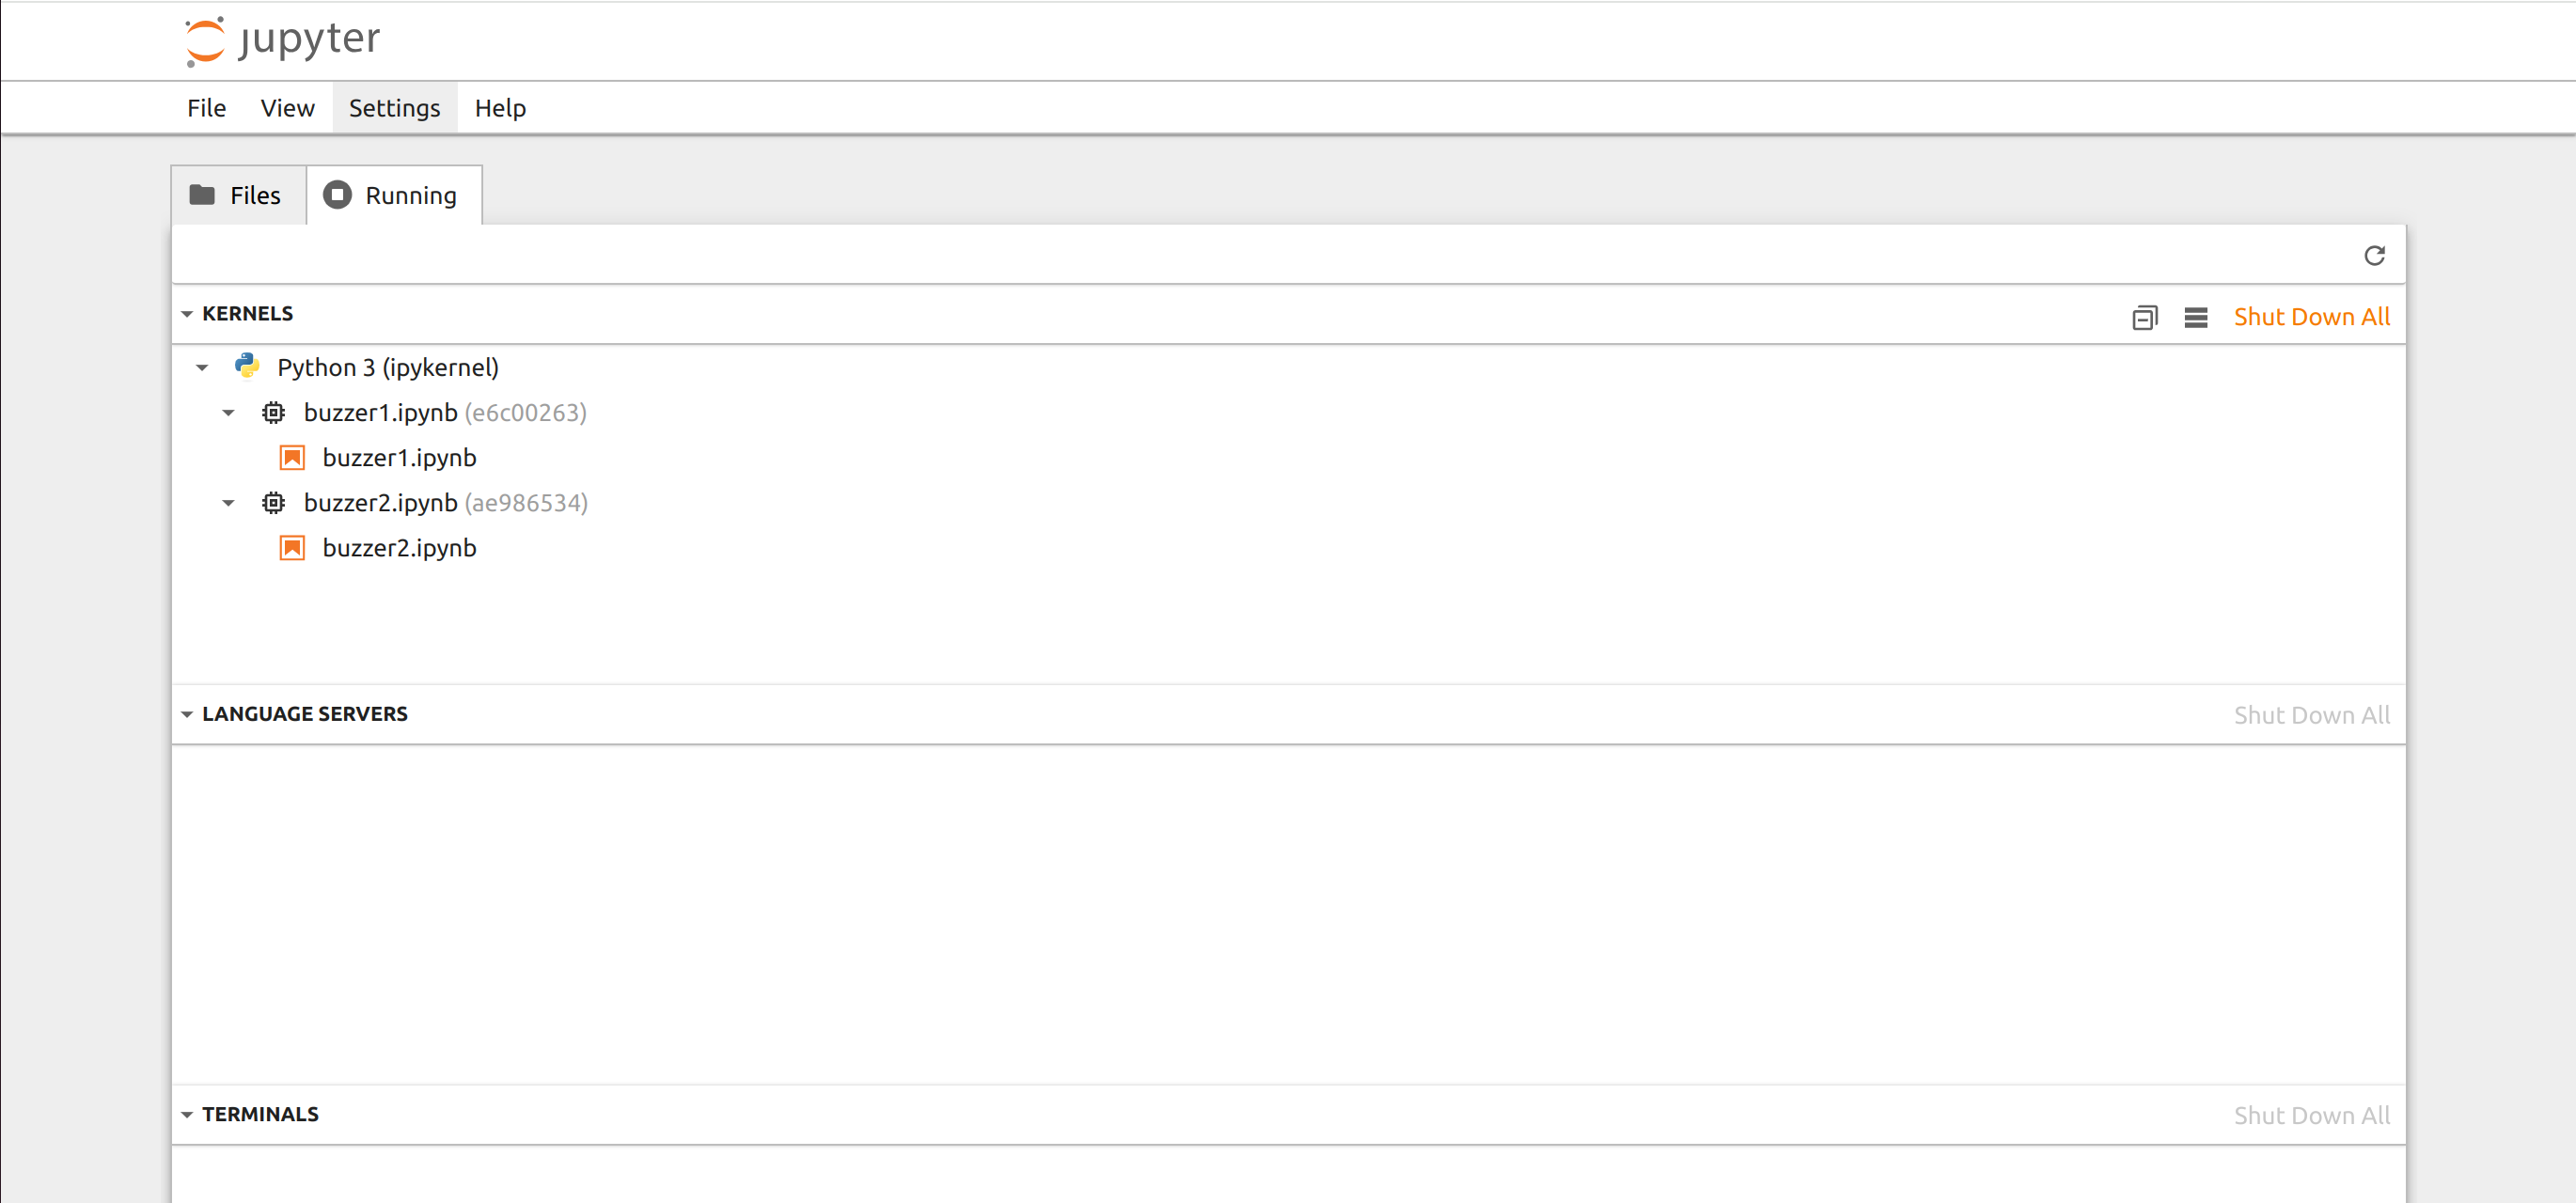 jupyter
File View Settings Help
Files Running
KERNELS Shut Down All
Python 3 (ipykernel)
buzzer1.ipynb (e6c00263)
buzzer1.ipynb
buzzer2.ipynb (ae986534)
buzzer2.ipynb
LANGUAGE SERVERS Shut Down All
TERMINALS Shut Down All